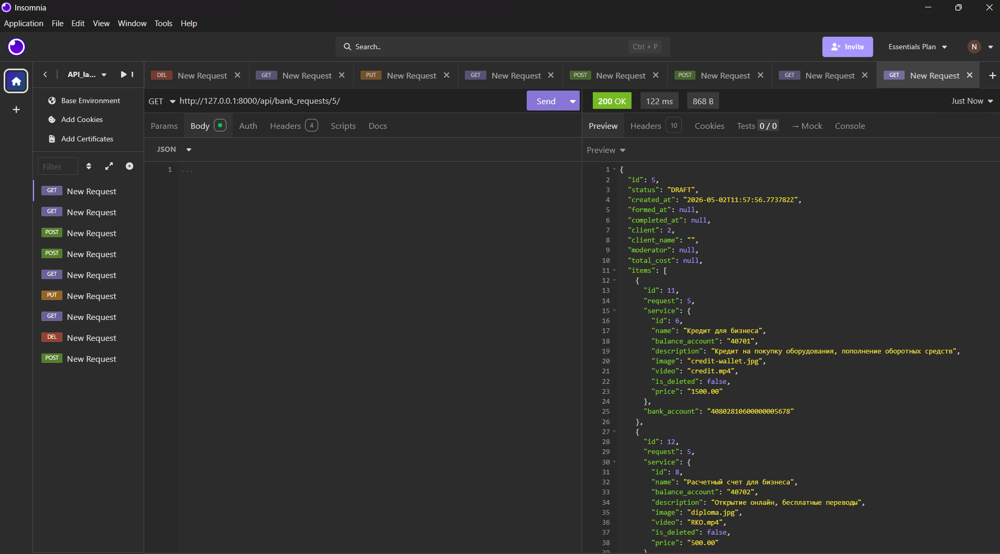 Insomnia
Application File Edit View Window Tools Help
Search.. Ctrl + P Invite Essentials Plan N
API_la...
DEL New Request GET New Request PUT New Request GET New Request POST New Request POST New Request GET New Request GET New Request
Base Environment
Add Cookies
Add Certificates
Filter
GET New Request
GET New Request
POST New Request
POST New Request
GET New Request
PUT New Request
GET New Request
DEL New Request
POST New Request
GET http://127.0.0.1:8000/api/bank_requests/5/ Send
Params Body Auth Headers 4 Scripts Docs
JSON
1 ...
200 OK 122 ms 868 B Just Now
Preview Headers 10 Cookies Tests 0 / 0 → Mock Console
Preview
1 {
2 "id": 5,
3 "status": "DRAFT",
4 "created_at": "2026-05-02T11:57:56.773782Z",
5 "formed_at": null,
6 "completed_at": null,
7 "client": 2,
8 "client_name": "",
9 "moderator": null,
10 "total_cost": null,
11 "items": [
12 {
13 "id": 11,
14 "request": 5,
15 "service": {
16 "id": 6,
17 "name": "Кредит для бизнеса",
18 "balance_account": "40701",
19 "description": "Кредит на покупку оборудования, пополнение оборотных средств",
20 "image": "credit-wallet.jpg",
21 "video": "credit.mp4",
22 "is_deleted": false,
23 "price": "1500.00"
24 },
25 "bank_account": "40802810600000005678"
26 },
27 {
28 "id": 12,
29 "request": 5,
30 "service": {
31 "id": 8,
32 "name": "Расчетный счет для бизнеса",
33 "balance_account": "40702",
34 "description": "Открытие онлайн, бесплатные переводы",
35 "image": "diploma.jpg",
36 "video": "RKO.mp4",
37 "is_deleted": false,
38 "price": "500.00"